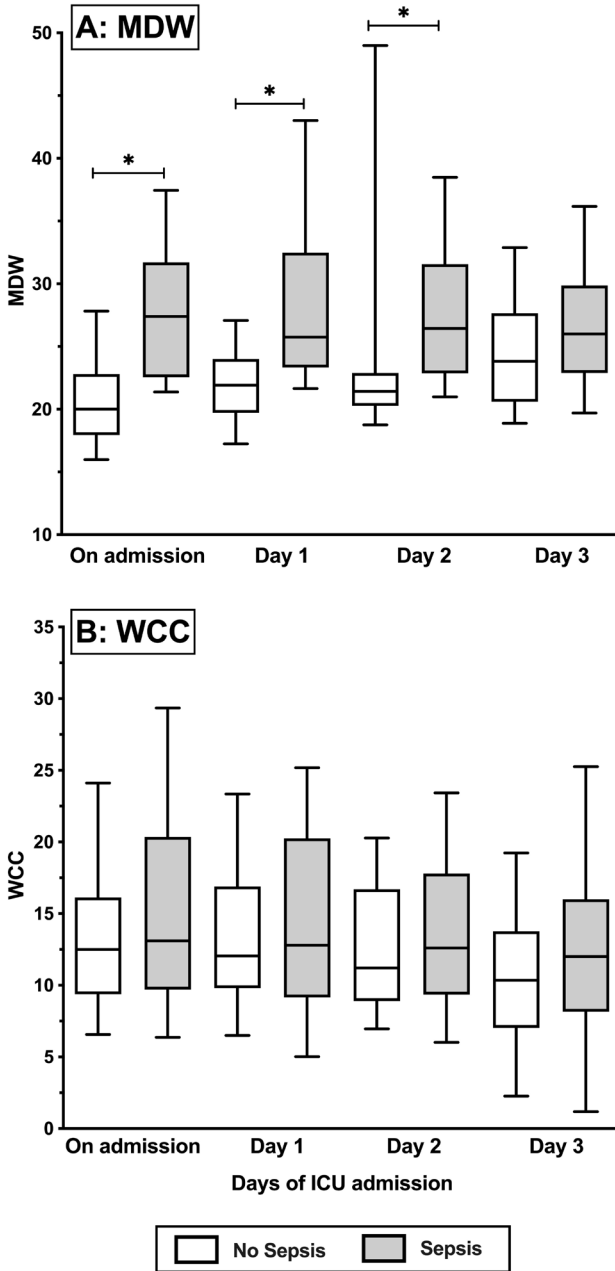 A: MDW
50
*
*
*
40
MDW
30
20
10
On admission Day 1 Day 2 Day 3
B: WCC
35
30
25
20
WCC
15
10
5
0
On admission Day 1 Day 2 Day 3
Days of ICU admission
No Sepsis Sepsis